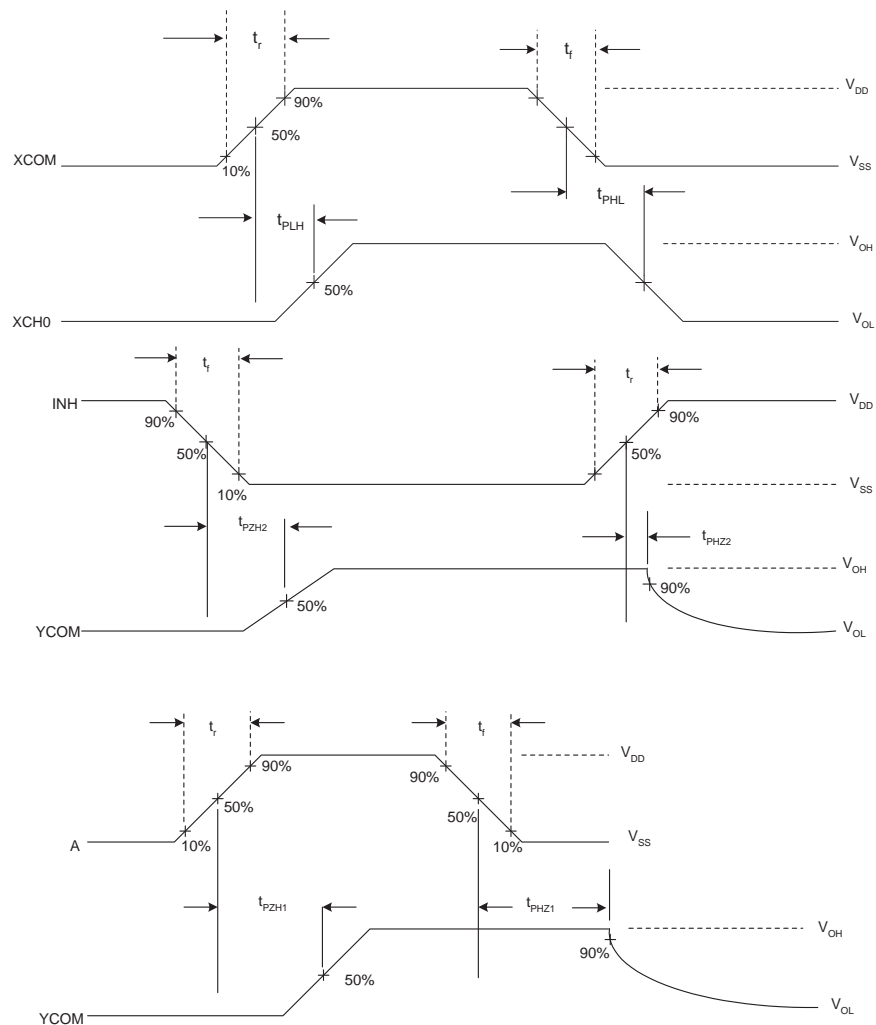 tr
tf
VDD
90%
50%
XCOM
10%
VSS
tPLH
tPHL
VOH
50%
XCH0
VOL
tf
tr
INH
VDD
90%
90%
50%
50%
10%
VSS
tPZH2
tPHZ2
VOH
90%
50%
YCOM
VOL
tr
tf
VDD
90%
90%
50%
50%
A
10%
10%
VSS
tPZH1
tPHZ1
VOH
90%
50%
YCOM
VOL